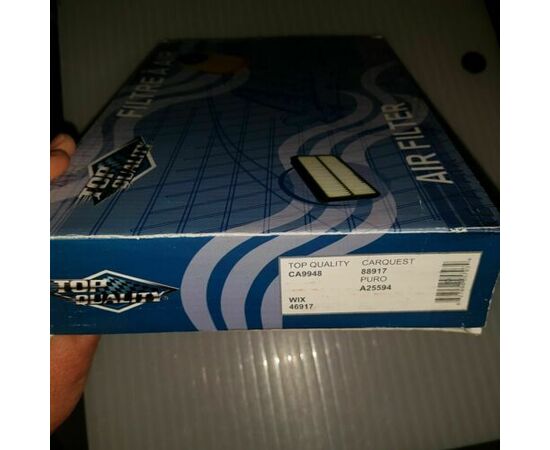 FILTRE A AIR
AIR FILTER
TOP
QUALITY
TOP
QUALITY
TOP QUALITY CARQUEST
CA9948 88917
PURO
A25594
WIX
46917